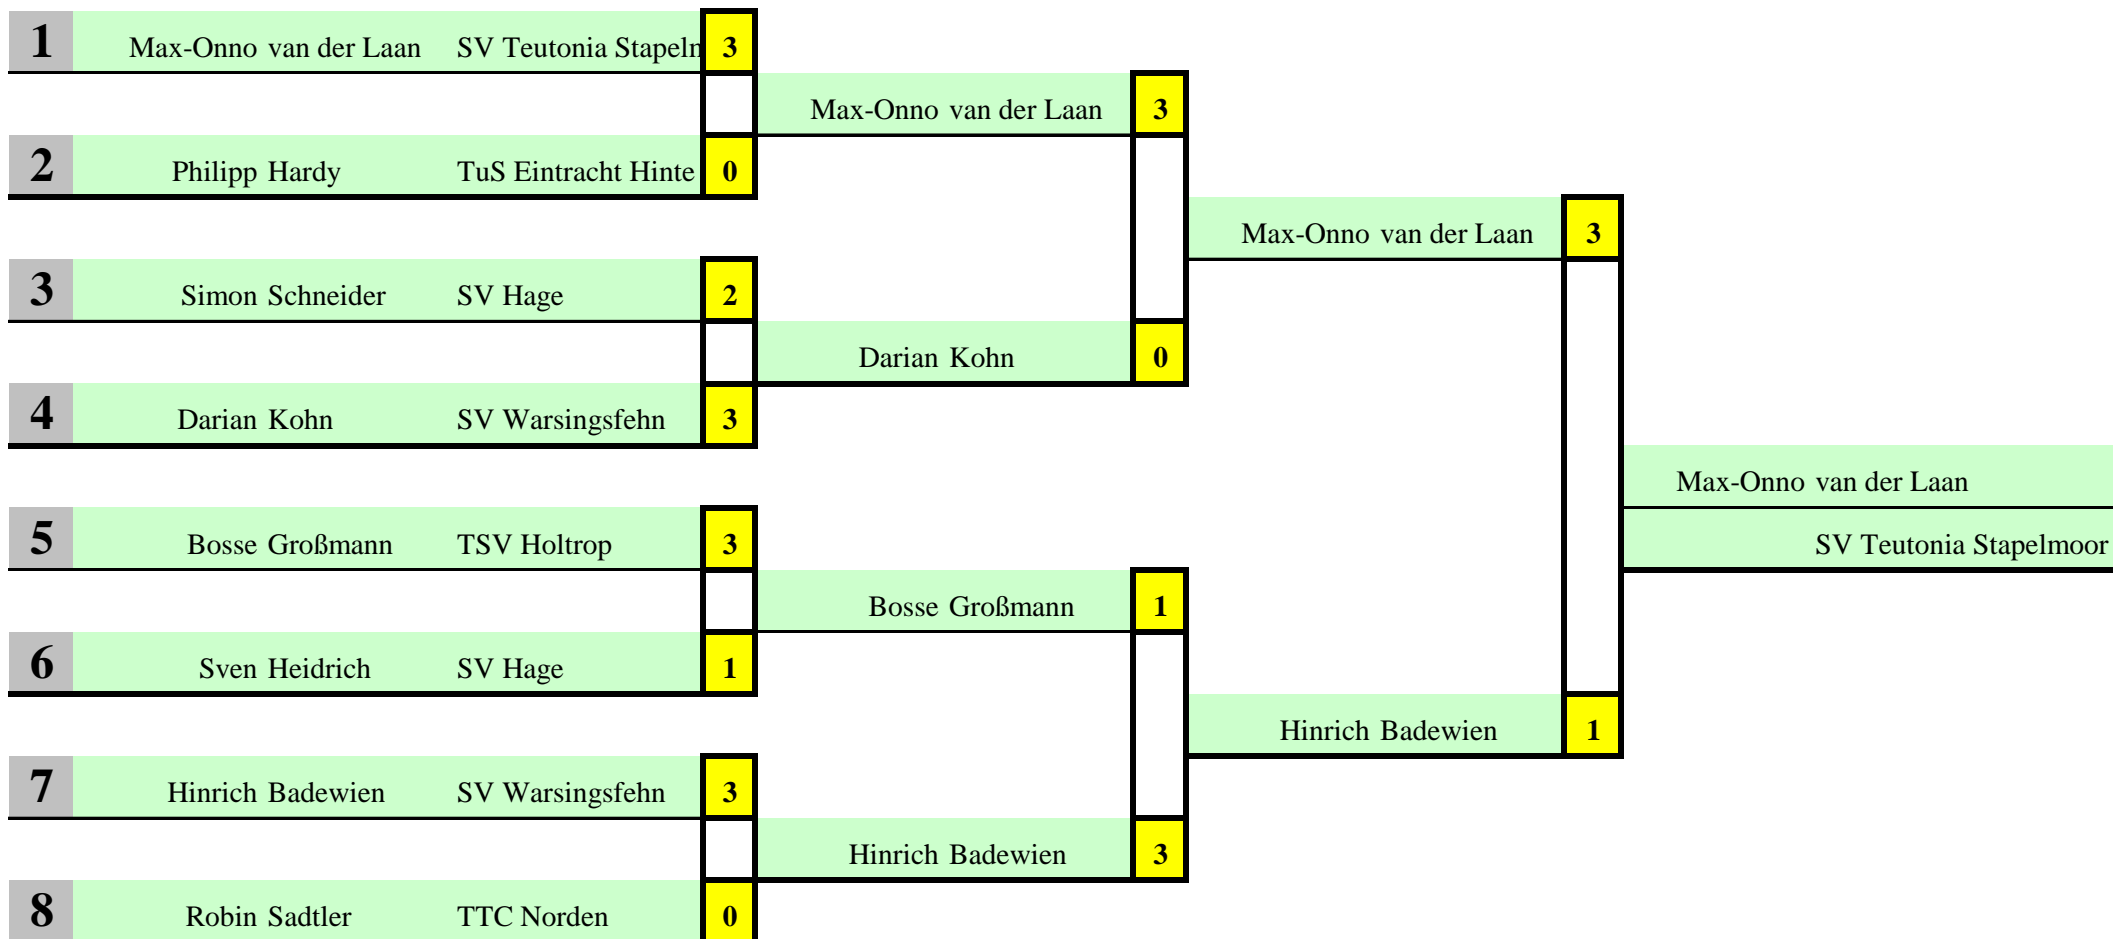 1 Max-Onno van der Laan SV Teutonia Stapeln 3
Max-Onno van der Laan 3
2 Philipp Hardy TuS Eintracht Hinte 0
Max-Onno van der Laan 3
3 Simon Schneider SV Hage 2
Darian Kohn 0
4 Darian Kohn SV Warsingsfehn 3
Max-Onno van der Laan
5 Bosse Großmann TSV Holtrop 3
SV Teutonia Stapelmoor
Bosse Großmann 1
6 Sven Heidrich SV Hage 1
Hinrich Badewien 1
7 Hinrich Badewien SV Warsingsfehn 3
Hinrich Badewien 3
8 Robin Sadtler TTC Norden 0